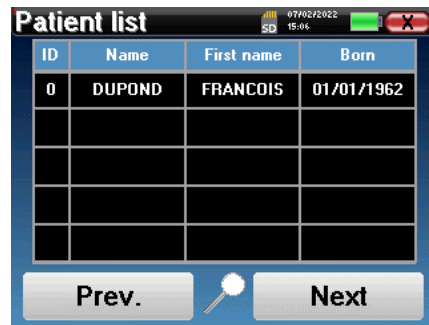 Patient list
SD 07/02/2022
15:06
X
ID Name First name Born
0 DUPOND FRANCOIS 01/01/1962
Prev. Next